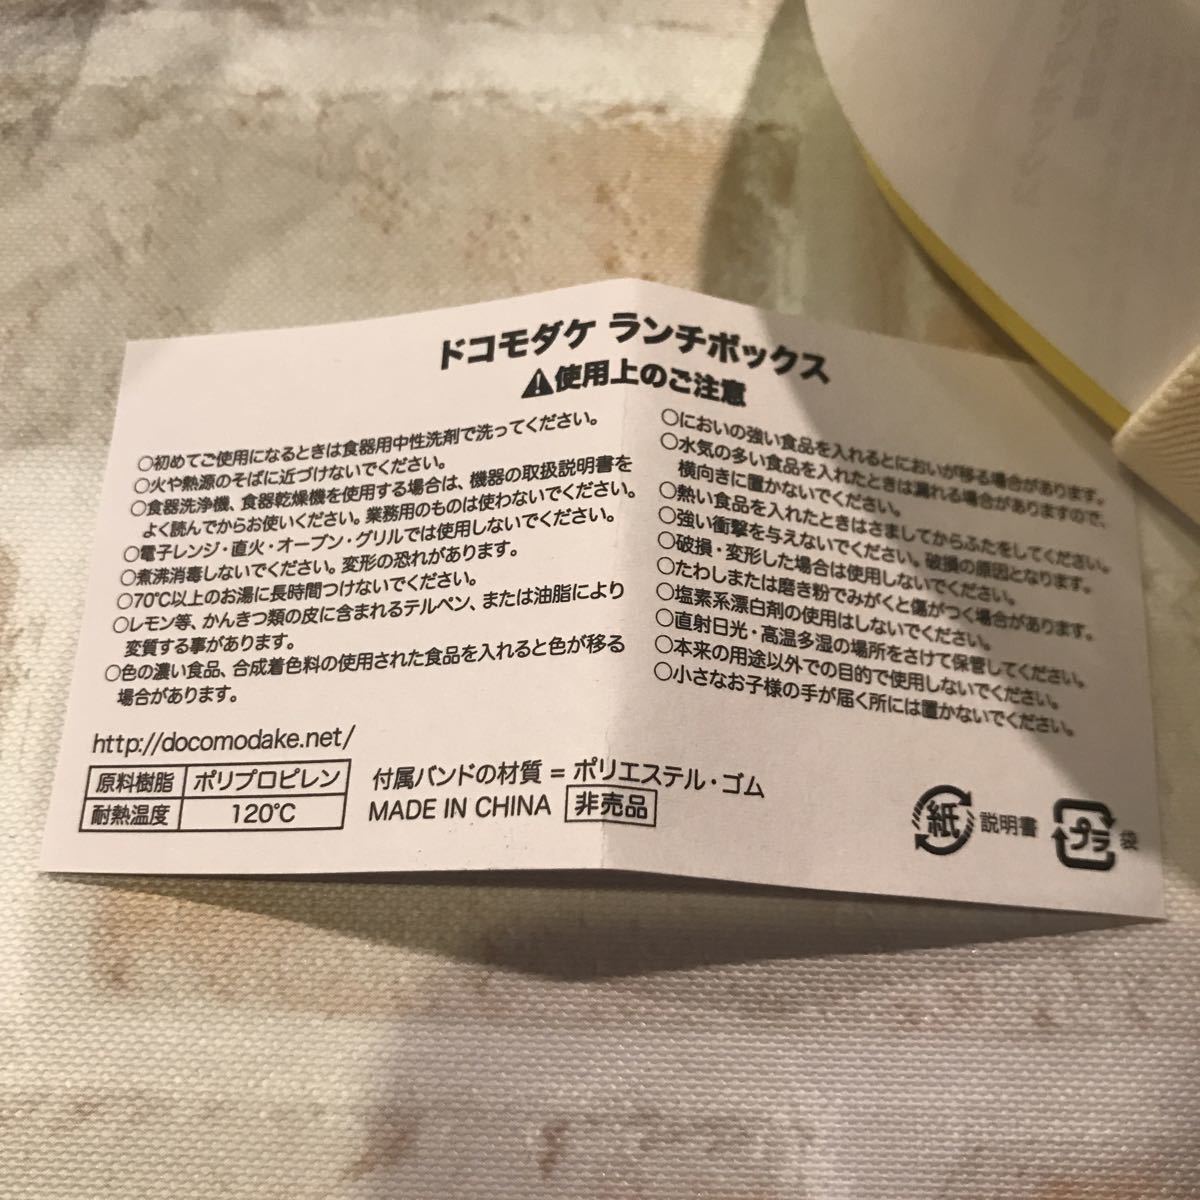 ドコモダケ ランチボックス
⚠使用上のご注意
○初めてご使用になるときは食器用中性洗剤で洗ってください。
○火や熱源のそばに近づけないでください。
○食器洗浄機、食器乾燥機を使用する場合は、機器の取扱説明書を
よく読んでからお使いください。業務用のものは使わないでください。
○電子レンジ・直火・オーブン・グリルでは使用しないでください。
○煮沸消毒しないでください。変形の恐れがあります。
○70℃以上のお湯に長時間つけないでください。
○レモン等、かんきつ類の皮に含まれるテルペン、または油脂により
変質する事があります。
○色の濃い食品、合成着色料の使用された食品を入れると色が移る
場合があります。
○においの強い食品を入れるとにおいが移る場合があります。
○水気の多い食品を入れたときは漏れる場合がありますので、
横向きに置かないでください。
○熱い食品を入れたときはさましてからふたをしてください。
○強い衝撃を与えないでください。破損の原因となります。
○破損・変形した場合は使用しないでください。
○たわしまたは磨き粉でみがくと傷がつく場合があります。
○塩素系漂白剤の使用はしないでください。
○直射日光・高温多湿の場所をさけて保管してください。
○本来の用途以外での目的で使用しないでください。
○小さなお子様の手が届く所には置かないでください。
http://docomodake.net/
原料樹脂 ポリプロピレン
耐熱温度 120℃
付属バンドの材質 = ポリエステル・ゴム
MADE IN CHINA 非売品
紙 説明書 プラ 袋